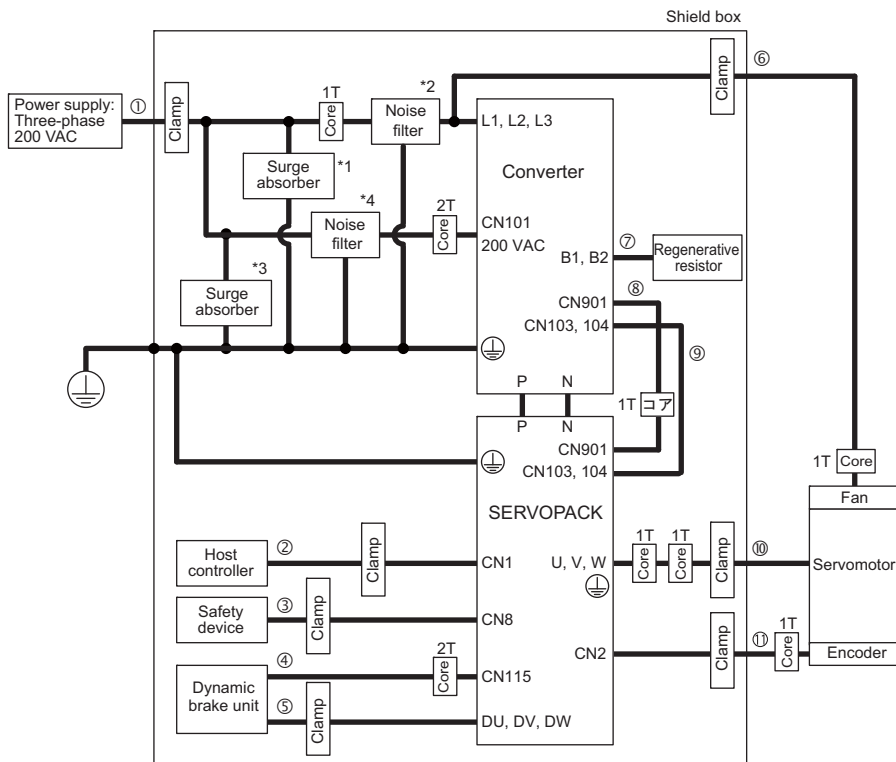 Shield box
Power supply:
Three-phase
200 VAC
①
Clamp
1T
Core
*2
Noise
filter
Clamp
⑥
L1, L2, L3
Surge
absorber
*1
Converter
*4
Noise
filter
2T
Core
CN101
200 VAC
*3
Surge
absorber
B1, B2
⑦
Regenerative
resistor
CN901
⑧
CN103, 104
⑨
P
N
1T
コア
P
N
CN901
CN103, 104
1T
Core
Fan
SERVOPACK
Host
controller
②
Clamp
CN1
U, V, W
1T
Core
1T
Core
Clamp
⑩
Servomotor
Safety
device
③
Clamp
CN8
CN2
Clamp
⑪
1T
Core
Encoder
Dynamic
brake unit
④
2T
Core
CN115
⑤
Clamp
DU, DV, DW